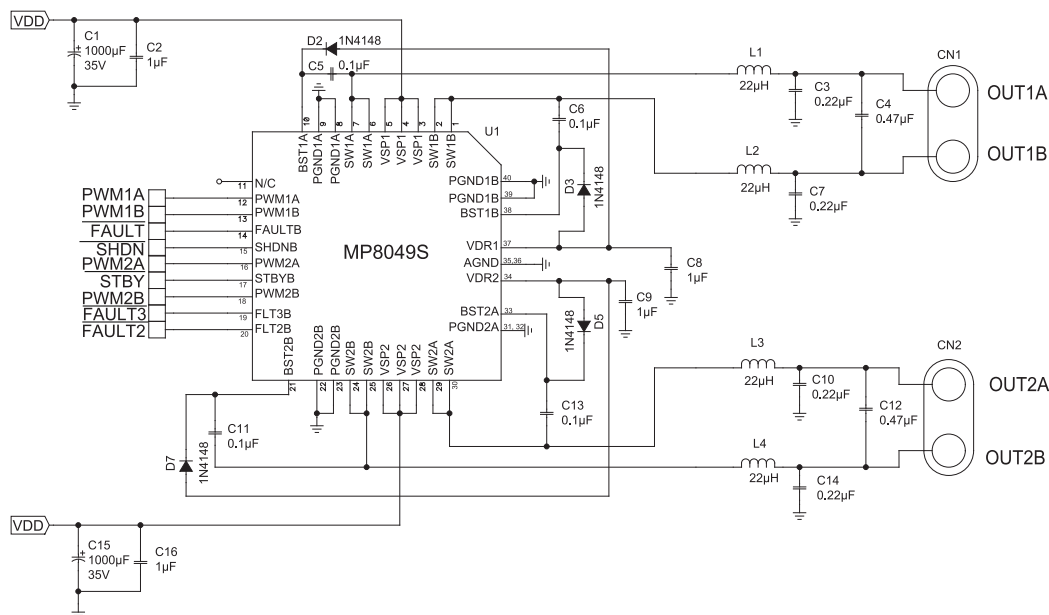 VDD
C1
1000µF
35V
C2
1µF
D2
1N4148
C5
0.1µF
L1
22µH
C3
0.22µF
C4
0.47µF
CN1
OUT1A
OUT1B
C6
0.1µF
L2
22µH
C7
0.22µF
10 9 8 7 6 5 4 3 2 1
U1
BST1A
PGND1A
PGND1A
SW1A
SW1A
VSP1
VSP1
VSP1
SW1B
SW1B
PWM1A
PWM1B
FAULT
SHDN
PWM2A
STBY
PWM2B
FAULT3
FAULT2
11
12
13
14
15
16
17
18
19
20
N/C
PWM1A
PWM1B
FAULTB
SHDNB
PWM2A
STBYB
PWM2B
FLT3B
FLT2B
MP8049S
PGND1B 40
PGND1B 39
BST1B 38
VDR1 37
AGND 35,36
VDR2 34
BST2A 33
PGND2A 31, 32
D3
1N4148
C8
1µF
C9
1µF
1N4148
D5
BST2B
PGND2B
PGND2B
SW2B
SW2B
VSP2
VSP2
VSP2
SW2A
SW2A
21 22 23 24 25 26 27 28 29 30
L3
22µH
C10
0.22µF
C12
0.47µF
CN2
OUT2A
OUT2B
C13
0.1µF
C11
0.1µF
D7
1N4148
L4
22µH
C14
0.22µF
VDD
C15
1000µF
35V
C16
1µF